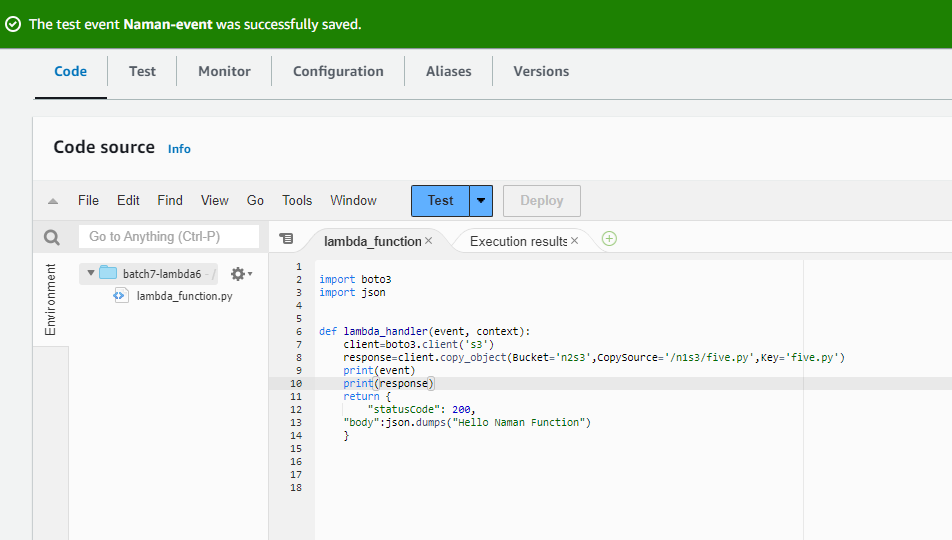 The test event Naman-event was successfully saved.
Code Test Monitor Configuration Aliases Versions
Code source Info
File Edit Find View Go Tools Window Test Deploy
Go to Anything (Ctrl-P)
lambda_function × Execution results ×
Environment
batch7-lambda6 - /
lambda_function.py
1
2 import boto3
3 import json
4
5
6 def lambda_handler(event, context):
7 client=boto3.client('s3')
8 response=client.copy_object(Bucket='n2s3',CopySource='/n1s3/five.py',Key='five.py')
9 print(event)
10 print(response)
11 return {
12 "statusCode": 200,
13 "body":json.dumps("Hello Naman Function")
14 }
15
16
17
18